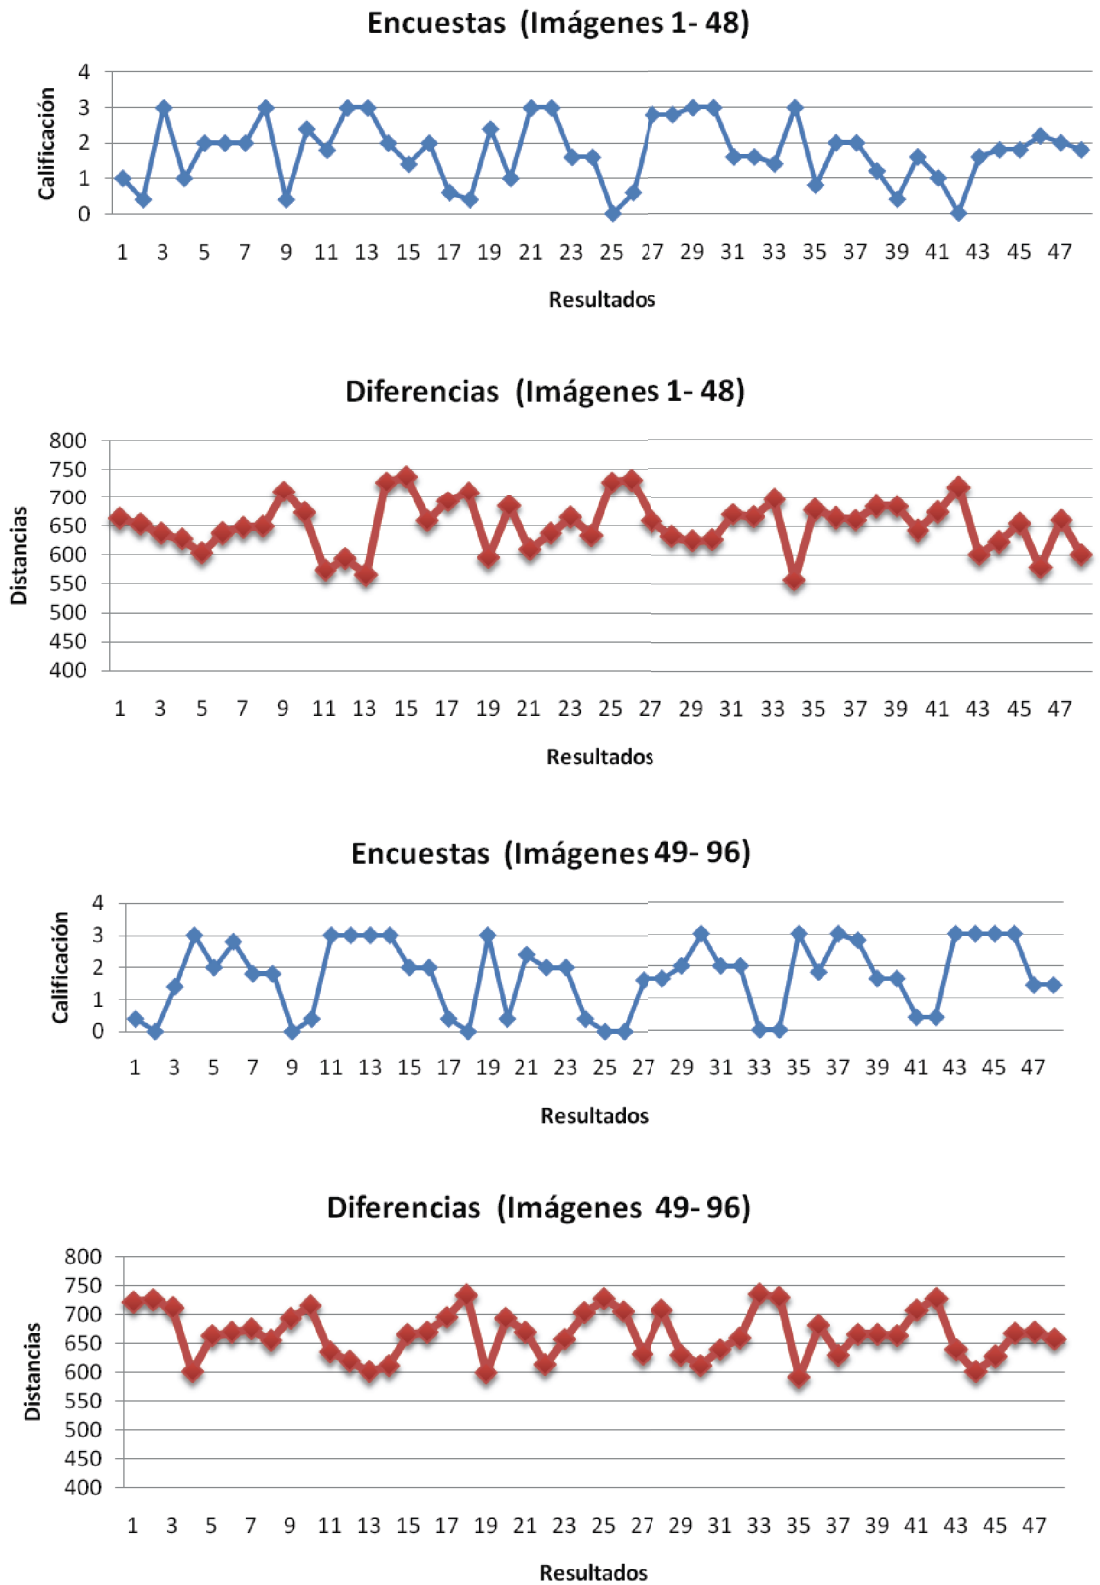 Encuestas (Imágenes 1- 48)
Calificación
4
3
2
1
0
1 3 5 7 9 11 13 15 17 19 21 23 25 27 29 31 33 35 37 39 41 43 45 47
Resultados
Diferencias (Imágenes 1- 48)
Distancias
800
750
700
650
600
550
500
450
400
1 3 5 7 9 11 13 15 17 19 21 23 25 27 29 31 33 35 37 39 41 43 45 47
Resultados
Encuestas (Imágenes 49- 96)
Calificación
4
3
2
1
0
1 3 5 7 9 11 13 15 17 19 21 23 25 27 29 31 33 35 37 39 41 43 45 47
Resultados
Diferencias (Imágenes 49- 96)
Distancias
800
750
700
650
600
550
500
450
400
1 3 5 7 9 11 13 15 17 19 21 23 25 27 29 31 33 35 37 39 41 43 45 47
Resultados